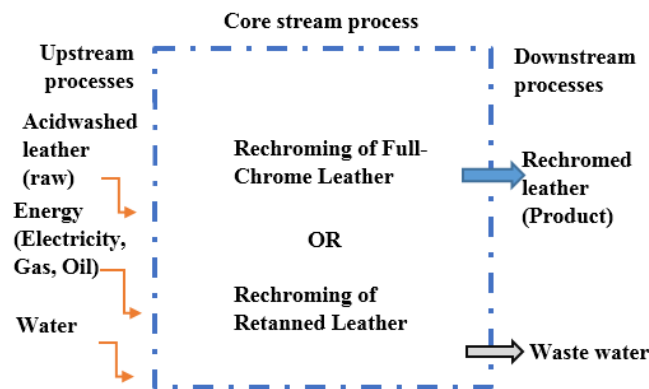 Core stream process
Upstream
processes
Downstream
processes
Acidwashed
leather
(raw)
Energy
(Electricity,
Gas, Oil)
Water
Rechroming of Full-
Chrome Leather
OR
Rechroming of
Retanned Leather
Rechromed
leather
(Product)
Waste water